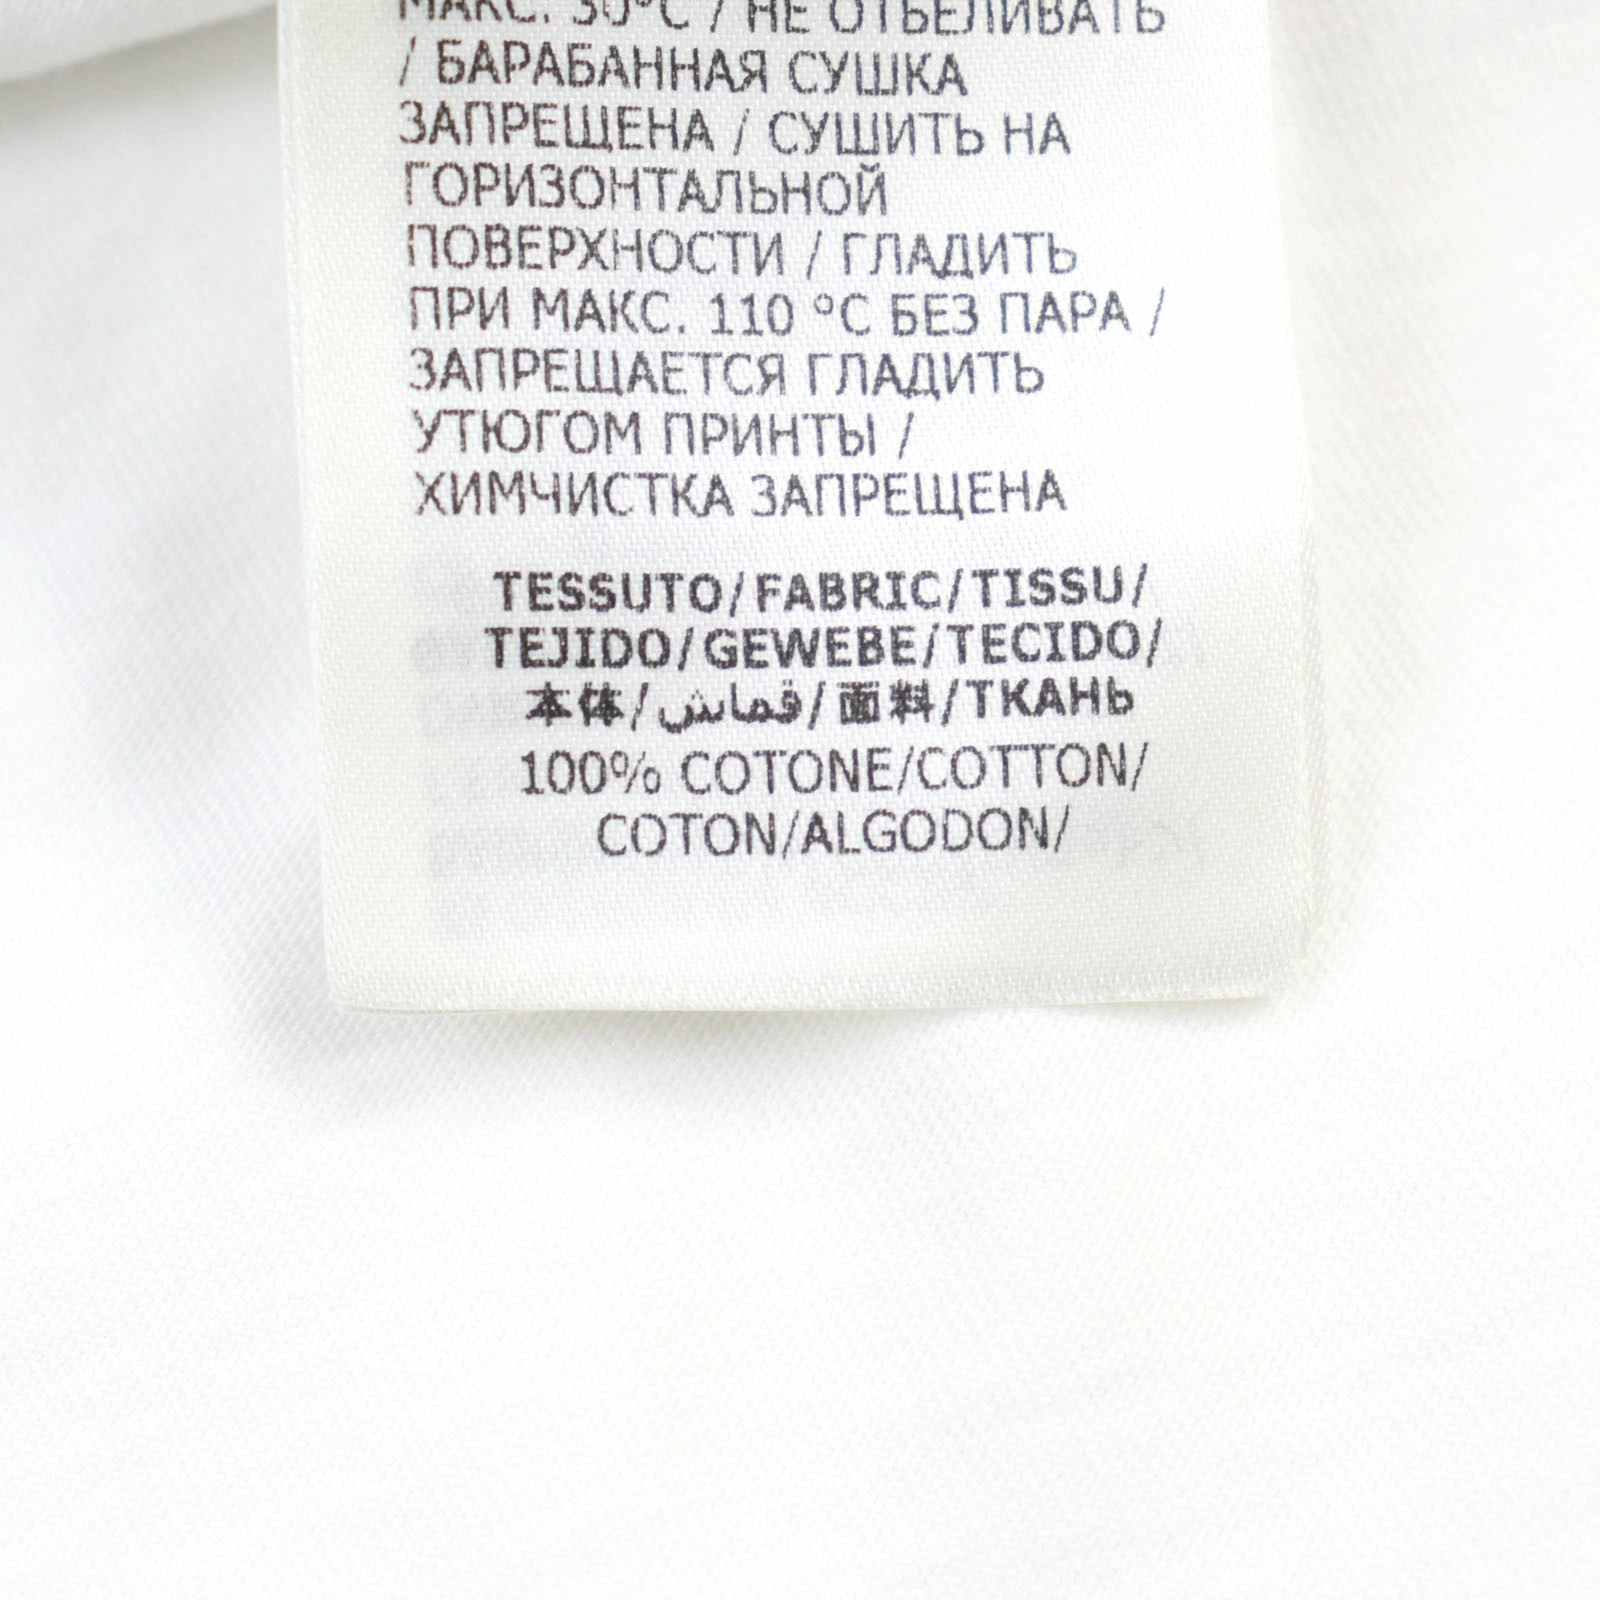 МАКС. 30°C / НЕ ОТБЕЛИВАТЬ
/ БАРАБАННАЯ СУШКА
ЗАПРЕЩЕНА / СУШИТЬ НА
ГОРИЗОНТАЛЬНОЙ
ПОВЕРХНОСТИ / ГЛАДИТЬ
ПРИ МАКС. 110 °C БЕЗ ПАРА /
ЗАПРЕЩАЕТСЯ ГЛАДИТЬ
УТЮГОМ ПРИНТЫ /
ХИМЧИСТКА ЗАПРЕЩЕНА
TESSUTO/FABRIC/TISSU/
TEJIDO/GEWEBE/TECIDO/
本体/قماش/面料/ТКАНЬ
100% COTONE/COTTON/
COTON/ALGODON/